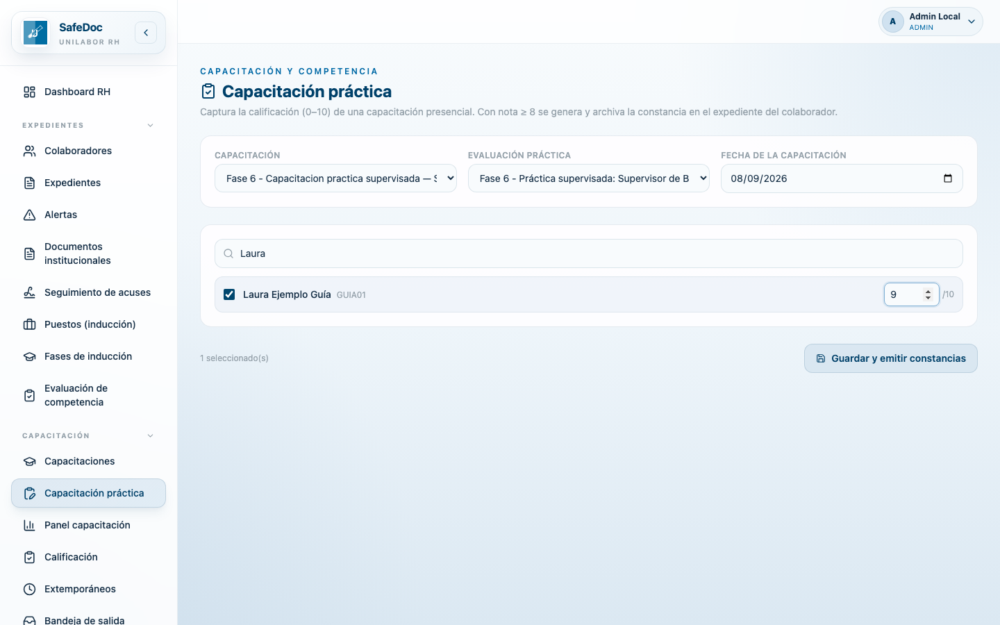 SafeDoc
UNILABOR RH
Dashboard RH
EXPEDIENTES
Colaboradores
Expedientes
Alertas
Documentos
institucionales
Seguimiento de acuses
Puestos (inducción)
Fases de inducción
Evaluación de
competencia
CAPACITACIÓN
Capacitaciones
Capacitación práctica
Panel capacitación
Calificación
Extemporáneos
Bandeja de salida
A
Admin Local
ADMIN
CAPACITACIÓN Y COMPETENCIA
Capacitación práctica
Captura la calificación (0–10) de una capacitación presencial. Con nota ≥ 8 se genera y archiva la constancia en el expediente del colaborador.
CAPACITACIÓN
Fase 6 - Capacitacion practica supervisada — S
EVALUACIÓN PRÁCTICA
Fase 6 - Práctica supervisada: Supervisor de B
FECHA DE LA CAPACITACIÓN
08/09/2026
Laura
Laura Ejemplo Guía GUIA01
9 /10
1 seleccionado(s)
Guardar y emitir constancias